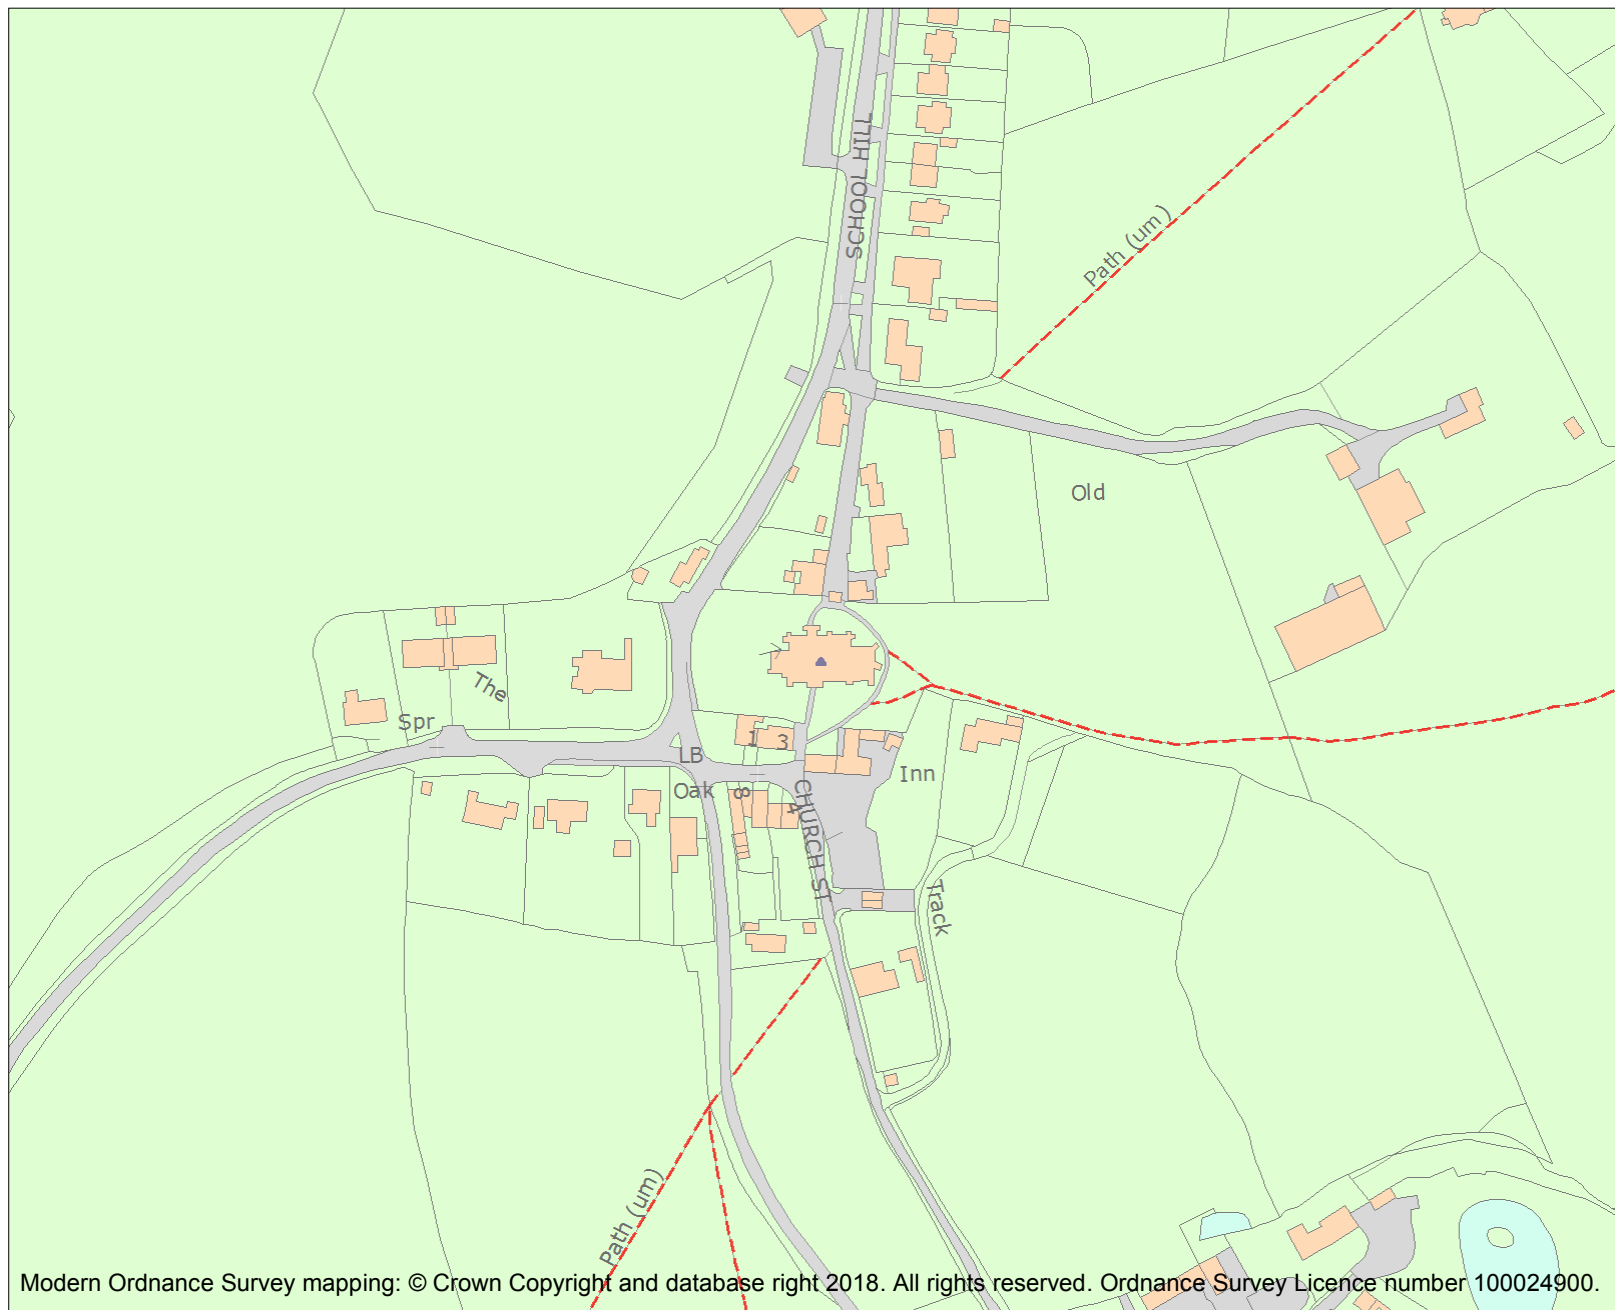 SCHOOL HILL
Path (um)
Old
The
Spr
1
3
LB
Oak
8
4
Inn
CHURCH ST
Track
Path (um)
Modern Ordnance Survey mapping: © Crown Copyright and database right 2018. All rights reserved. Ordnance Survey Licence number 100024900.